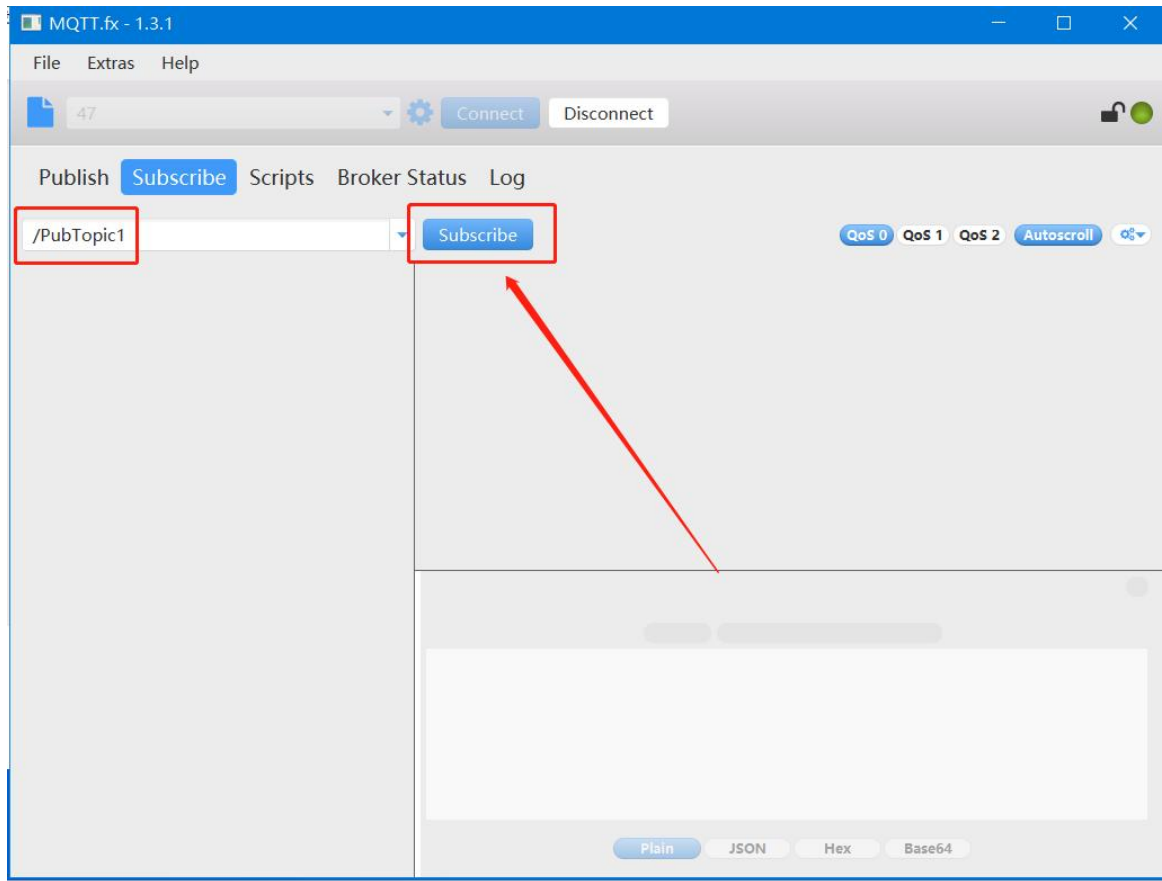 MQTT.fx - 1.3.1
File Extras Help
47 Connect Disconnect
Publish Subscribe Scripts Broker Status Log
/PubTopic1 Subscribe QoS 0 QoS 1 QoS 2 Autoscroll
Plain JSON Hex Base64